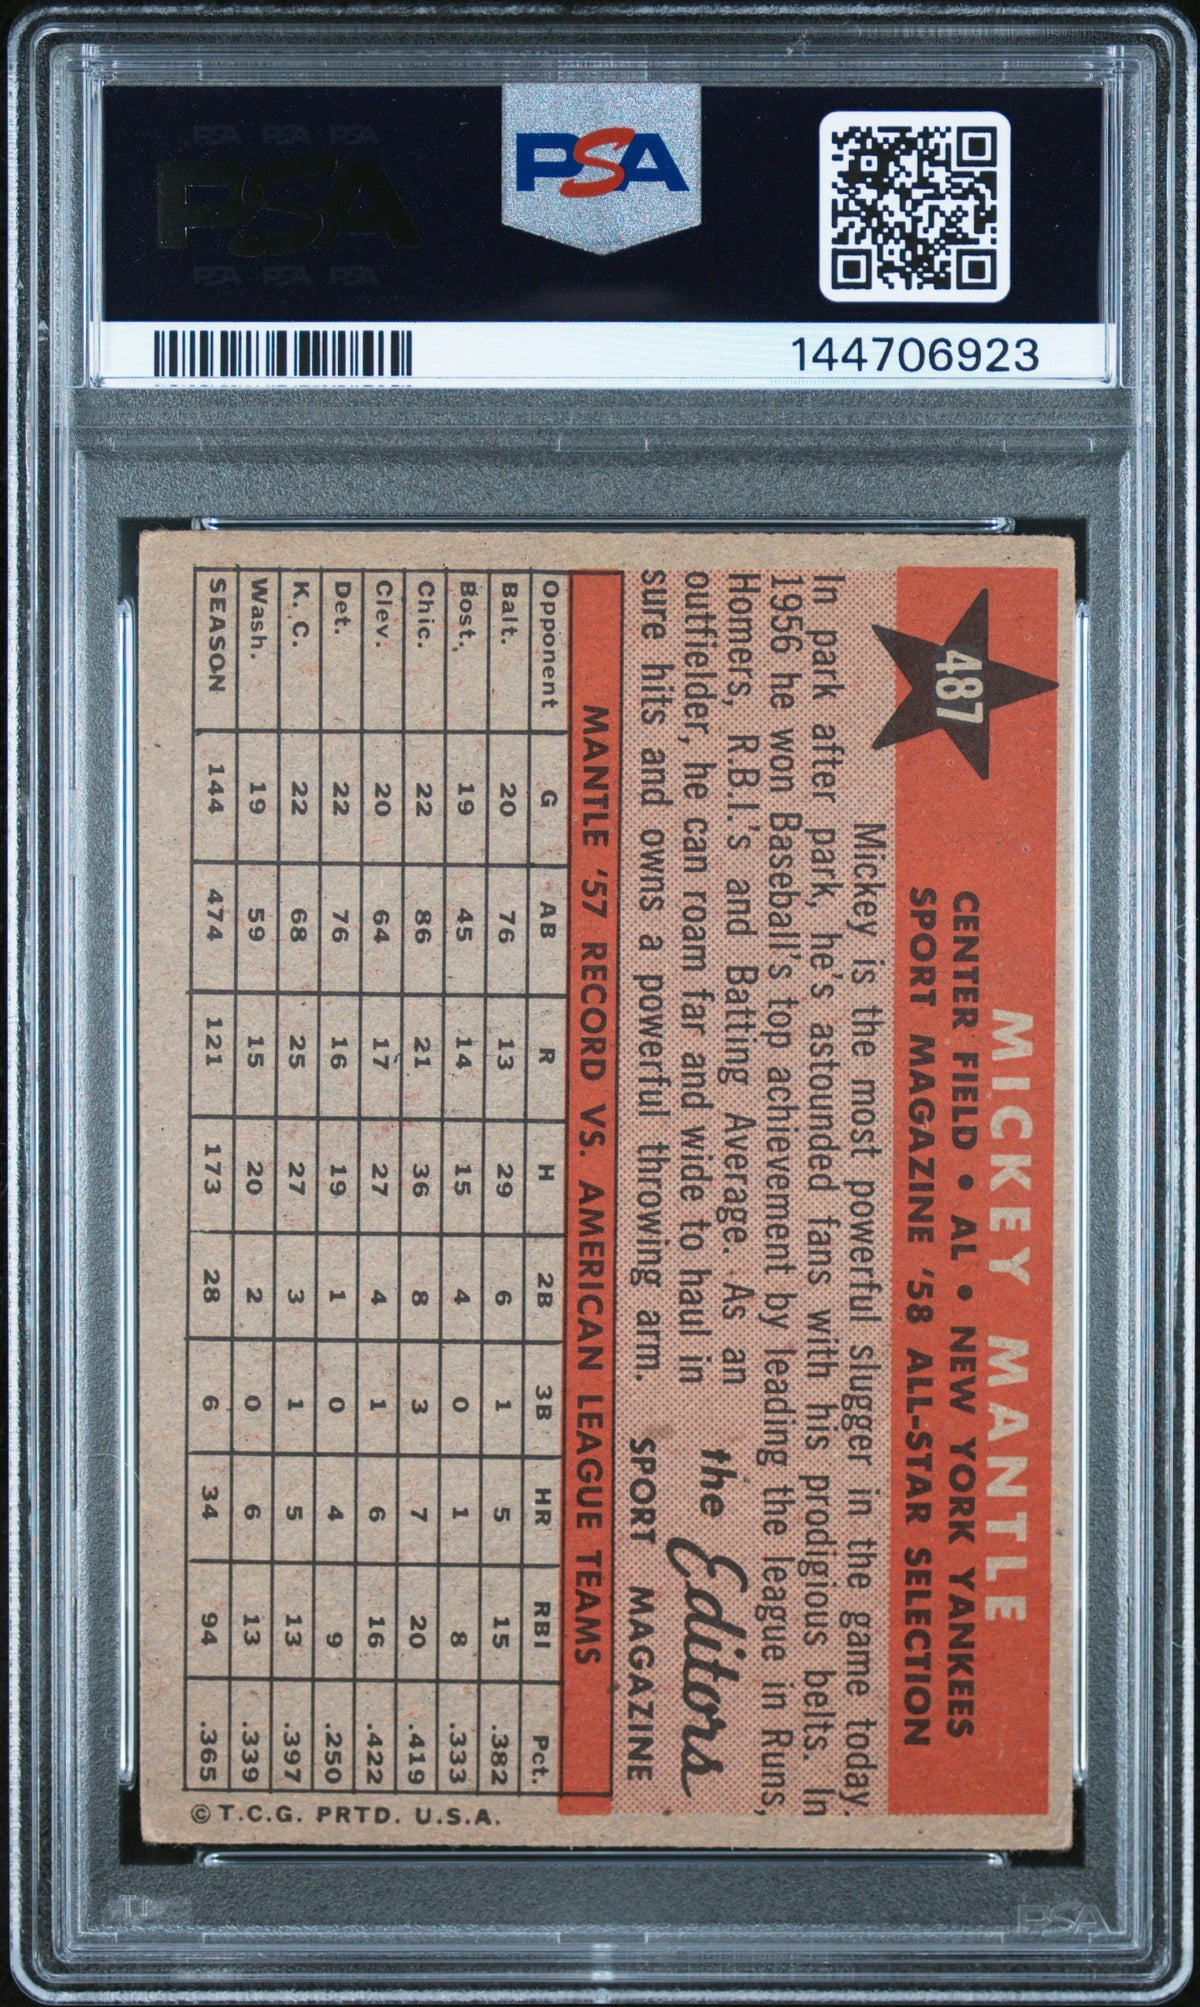 PSA PSA PSA
PSA
PSA PSA PSA
PSA
144706923
487
MICKEY MANTLE
CENTER FIELD • AL • NEW YORK YANKEES
SPORT MAGAZINE '58 ALL-STAR SELECTION
Mickey is the most powerful slugger in the game today.
In park after park, he's astounded fans with his prodigious belts. In
1956 he won Baseball's top achievement by leading the league in Runs,
Homers, R.B.I.'s and Batting Average. As an
outfielder, he can roam far and wide to haul in
sure hits and owns a powerful throwing arm.
the Editors
SPORT MAGAZINE
MANTLE '57 RECORD VS. AMERICAN LEAGUE TEAMS
Opponent G AB R H 2B 3B HR RBI Pct.
Balt. 20 76 13 29 6 1 5 15 .382
Bost. 19 45 14 15 4 0 1 8 .333
Chic. 22 86 21 36 8 3 7 20 .419
Clev. 20 64 17 27 4 1 6 16 .422
Det. 22 76 16 19 1 0 4 9 .250
K. C. 22 68 25 27 3 1 5 13 .397
Wash. 19 59 15 20 2 0 6 13 .339
SEASON 144 474 121 173 28 6 34 94 .365
© T.C.G. PRTD. U.S.A.
PSA